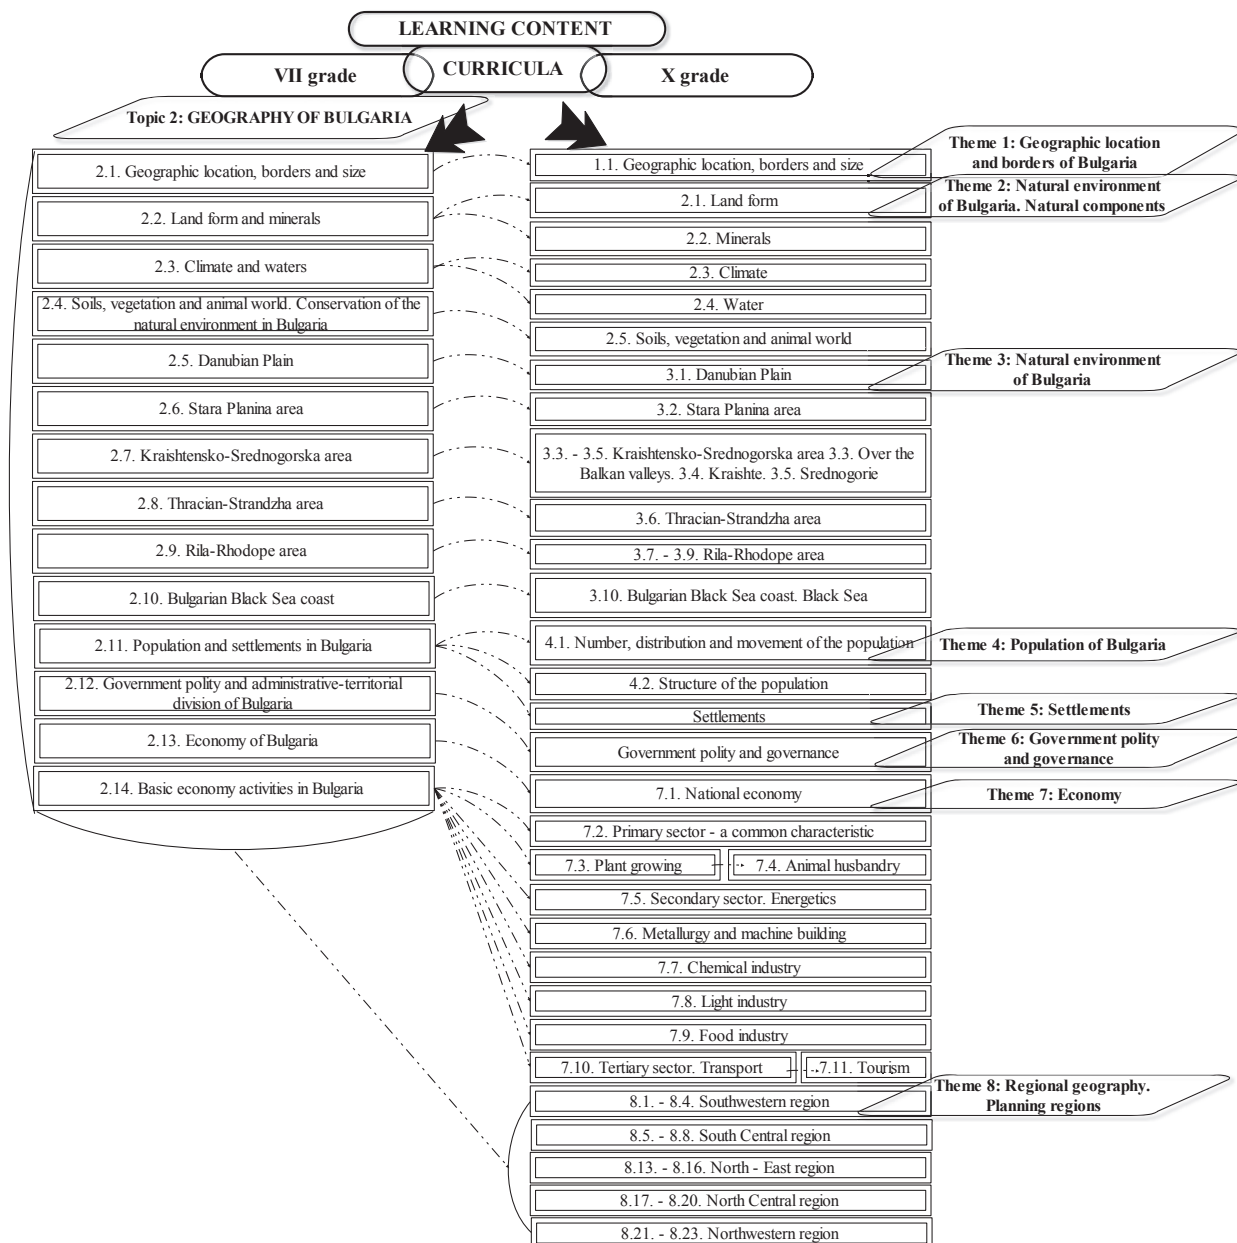 LEARNING CONTENT
CURRICULA
VII grade
X grade
Topic 2: GEOGRAPHY OF BULGARIA
2.1. Geographic location, borders and size
2.2. Land form and minerals
2.3. Climate and waters
2.4. Soils, vegetation and animal world. Conservation of the
natural environment in Bulgaria
2.5. Danubian Plain
2.6. Stara Planina area
2.7. Kraishtensko-Srednogorska area
2.8. Thracian-Strandzha area
2.9. Rila-Rhodope area
2.10. Bulgarian Black Sea coast
2.11. Population and settlements in Bulgaria
2.12. Government polity and administrative-territorial
division of Bulgaria
2.13. Economy of Bulgaria
2.14. Basic economy activities in Bulgaria
1.1. Geographic location, borders and size
2.1. Land form
2.2. Minerals
2.3. Climate
2.4. Water
2.5. Soils, vegetation and animal world
3.1. Danubian Plain
3.2. Stara Planina area
3.3. - 3.5. Kraishtensko-Srednogorska area 3.3. Over the
Balkan valleys. 3.4. Kraishte. 3.5. Srednogorie
3.6. Thracian-Strandzha area
3.7. - 3.9. Rila-Rhodope area
3.10. Bulgarian Black Sea coast. Black Sea
4.1. Number, distribution and movement of the population
4.2. Structure of the population
Settlements
Government polity and governance
7.1. National economy
7.2. Primary sector - a common characteristic
7.3. Plant growing
7.4. Animal husbandry
7.5. Secondary sector. Energetics
7.6. Metallurgy and machine building
7.7. Chemical industry
7.8. Light industry
7.9. Food industry
7.10. Tertiary sector. Transport
7.11. Tourism
8.1. - 8.4. Southwestern region
8.5. - 8.8. South Central region
8.13. - 8.16. North - East region
8.17. - 8.20. North Central region
8.21. - 8.23. Northwestern region
Theme 1: Geographic location
and borders of Bulgaria
Theme 2: Natural environment
of Bulgaria. Natural components
Theme 3: Natural environment
of Bulgaria
Theme 4: Population of Bulgaria
Theme 5: Settlements
Theme 6: Government polity
and governance
Theme 7: Economy
Theme 8: Regional geography.
Planning regions